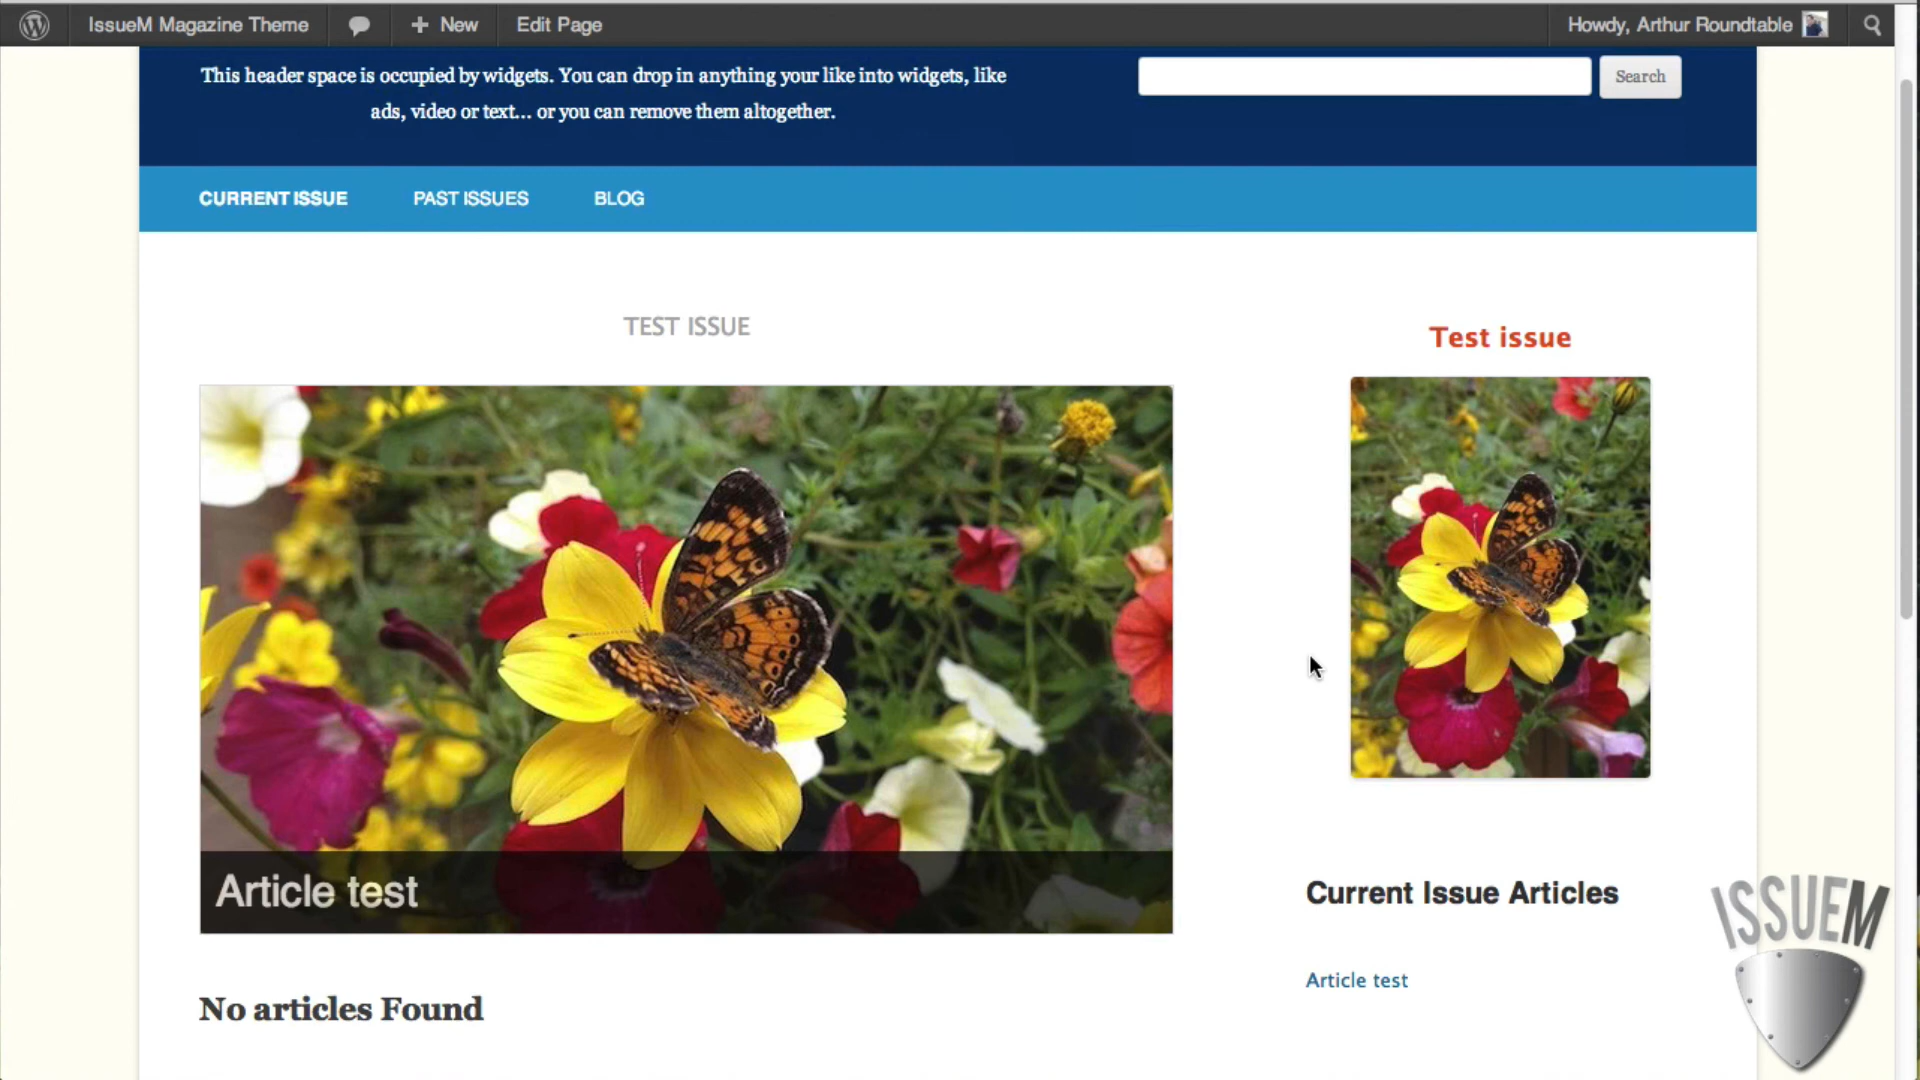 IssueM Magazine Theme
+ New
Edit Page
Howdy, Arthur Roundtable
This header space is occupied by widgets. You can drop in anything your like into widgets, like
ads, video or text... or you can remove them altogether.
Search
CURRENT ISSUE
PAST ISSUES
BLOG
TEST ISSUE
Test issue
Article test
Current Issue Articles
Article test
No articles Found
ISSUEM